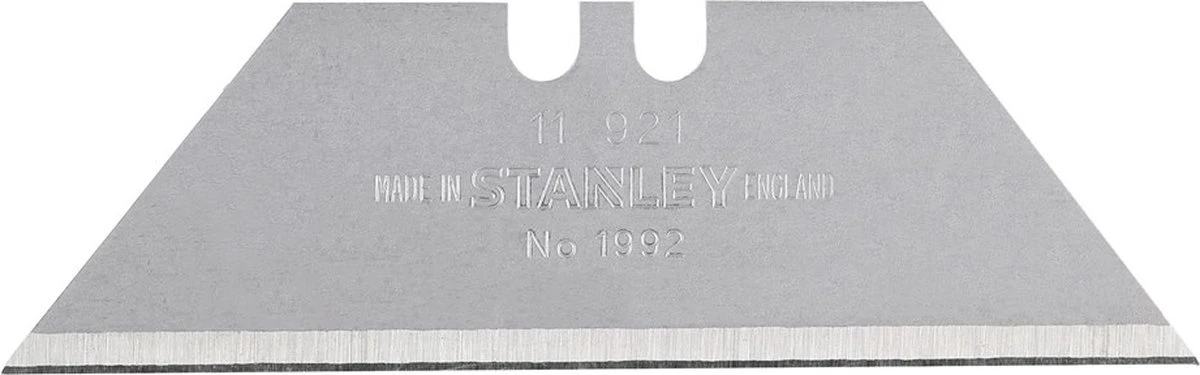 11 921
MADE IN STANLEY ENGLAND
No 1992